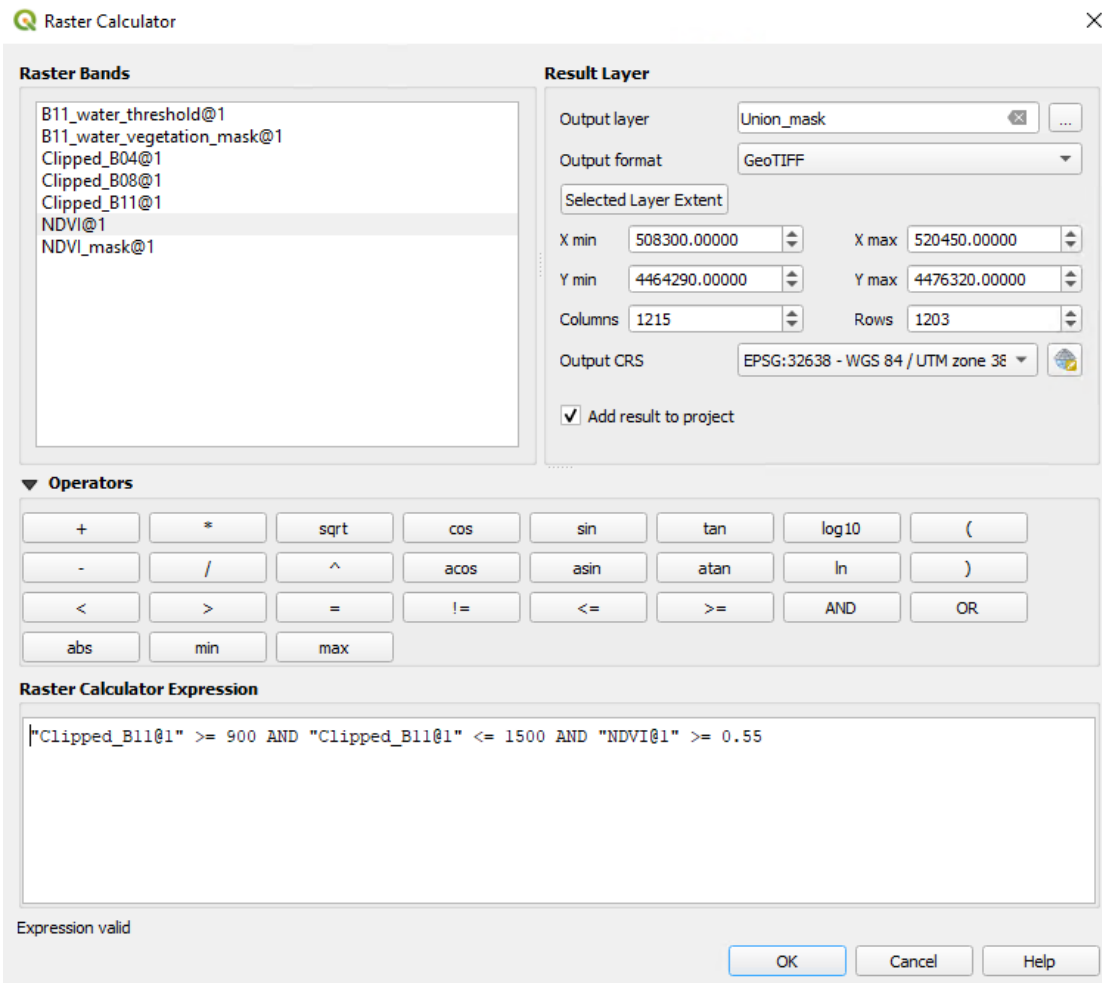 Raster Calculator
Raster Bands
B11_water_threshold@1
B11_water_vegetation_mask@1
Clipped_B04@1
Clipped_B08@1
Clipped_B11@1
NDVI@1
NDVI_mask@1
Result Layer
Output layer Union_mask ...
Output format GeoTIFF
Selected Layer Extent
X min 508300.00000 X max 520450.00000
Y min 4464290.00000 Y max 4476320.00000
Columns 1215 Rows 1203
Output CRS EPSG:32638 - WGS 84 / UTM zone 38
Add result to project
Operators
+ * sqrt cos sin tan log10 (
- / ^ acos asin atan ln )
< > = != <= >= AND OR
abs min max
Raster Calculator Expression
"Clipped_B11@1" >= 900 AND "Clipped_B11@1" <= 1500 AND "NDVI@1" >= 0.55
Expression valid
OK Cancel Help